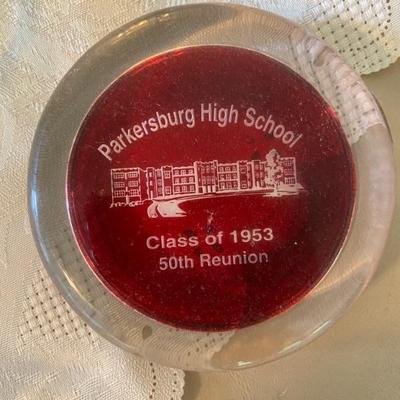 Parkersburg High School
Class of 1953
50th Reunion